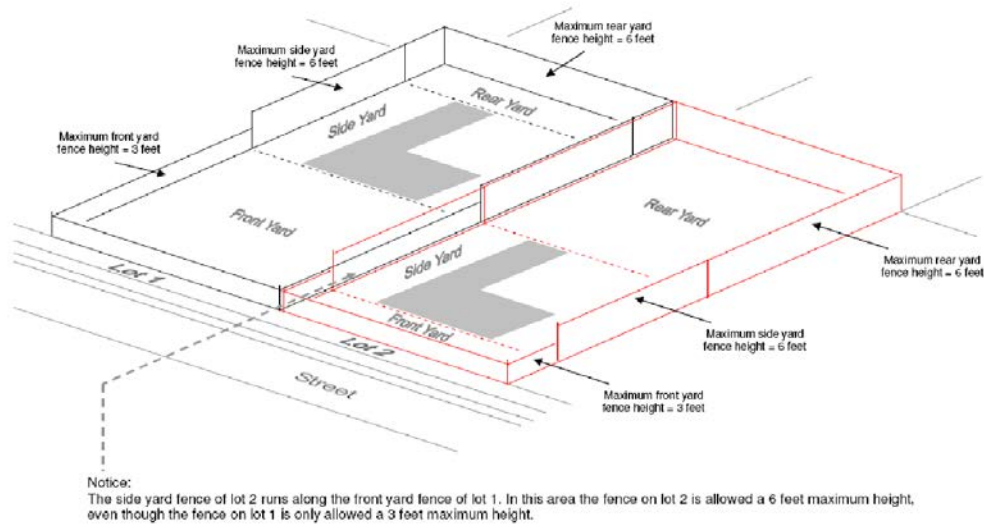 Maximum rear yard
fence height = 6 feet
Maximum side yard
fence height = 6 feet
Maximum front yard
fence height = 3 feet
Rear Yard
Side Yard
Front Yard
Lot 1
Rear Yard
Side Yard
Front Yard
Lot 2
Street
Maximum rear yard
fence height = 6 feet
Maximum side yard
fence height = 6 feet
Maximum front yard
fence height = 3 feet
Notice:
The side yard fence of lot 2 runs along the front yard fence of lot 1. In this area the fence on lot 2 is allowed a 6 feet maximum height,
even though the fence on lot 1 is only allowed a 3 feet maximum height.